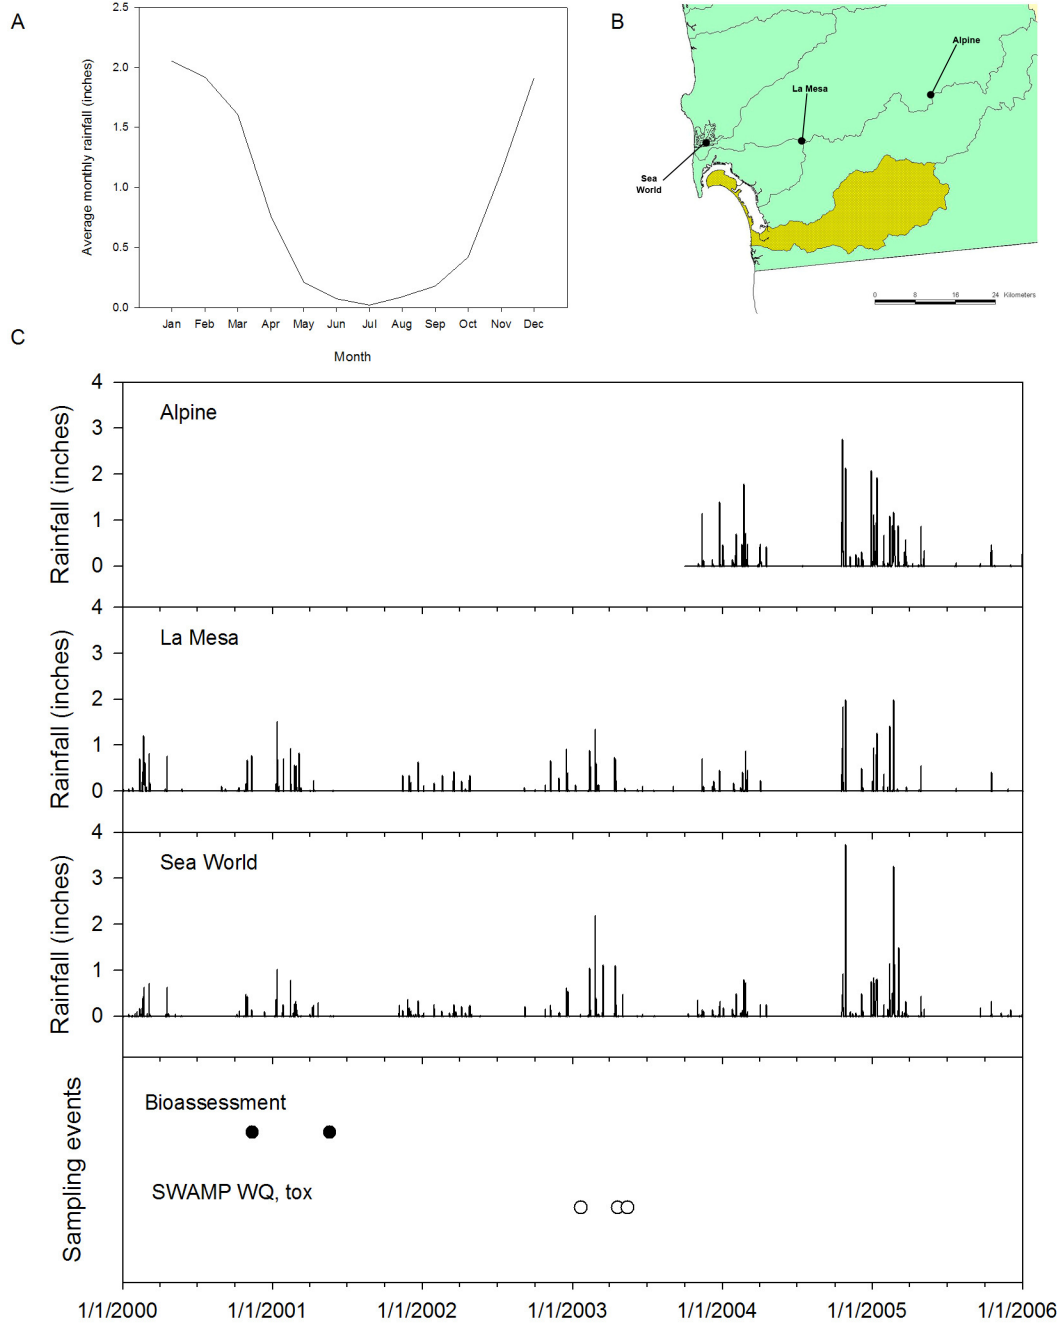 A
2.5
2.0
1.5
1.0
0.5
0.0
Average monthly rainfall (inches)
Jan Feb Mar Apr May Jun Jul Aug Sep Oct Nov Dec
Month
B
Alpine
La Mesa
Sea
World
0 8 16 24 Kilometers
C
Alpine
Rainfall (inches)
4
3
2
1
0
La Mesa
Rainfall (inches)
4
3
2
1
0
Sea World
Rainfall (inches)
4
3
2
1
0
Sampling events
Bioassessment
SWAMP WQ, tox
1/1/2000 1/1/2001 1/1/2002 1/1/2003 1/1/2004 1/1/2005 1/1/2006